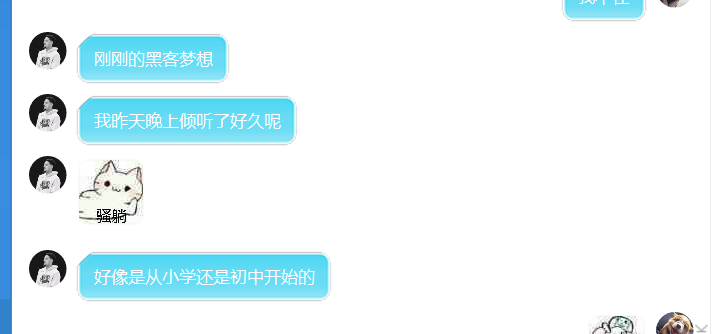 刚刚的黑客梦想
我昨天晚上倾听了好久呢
骚躺
好像是从小学还是初中开始的